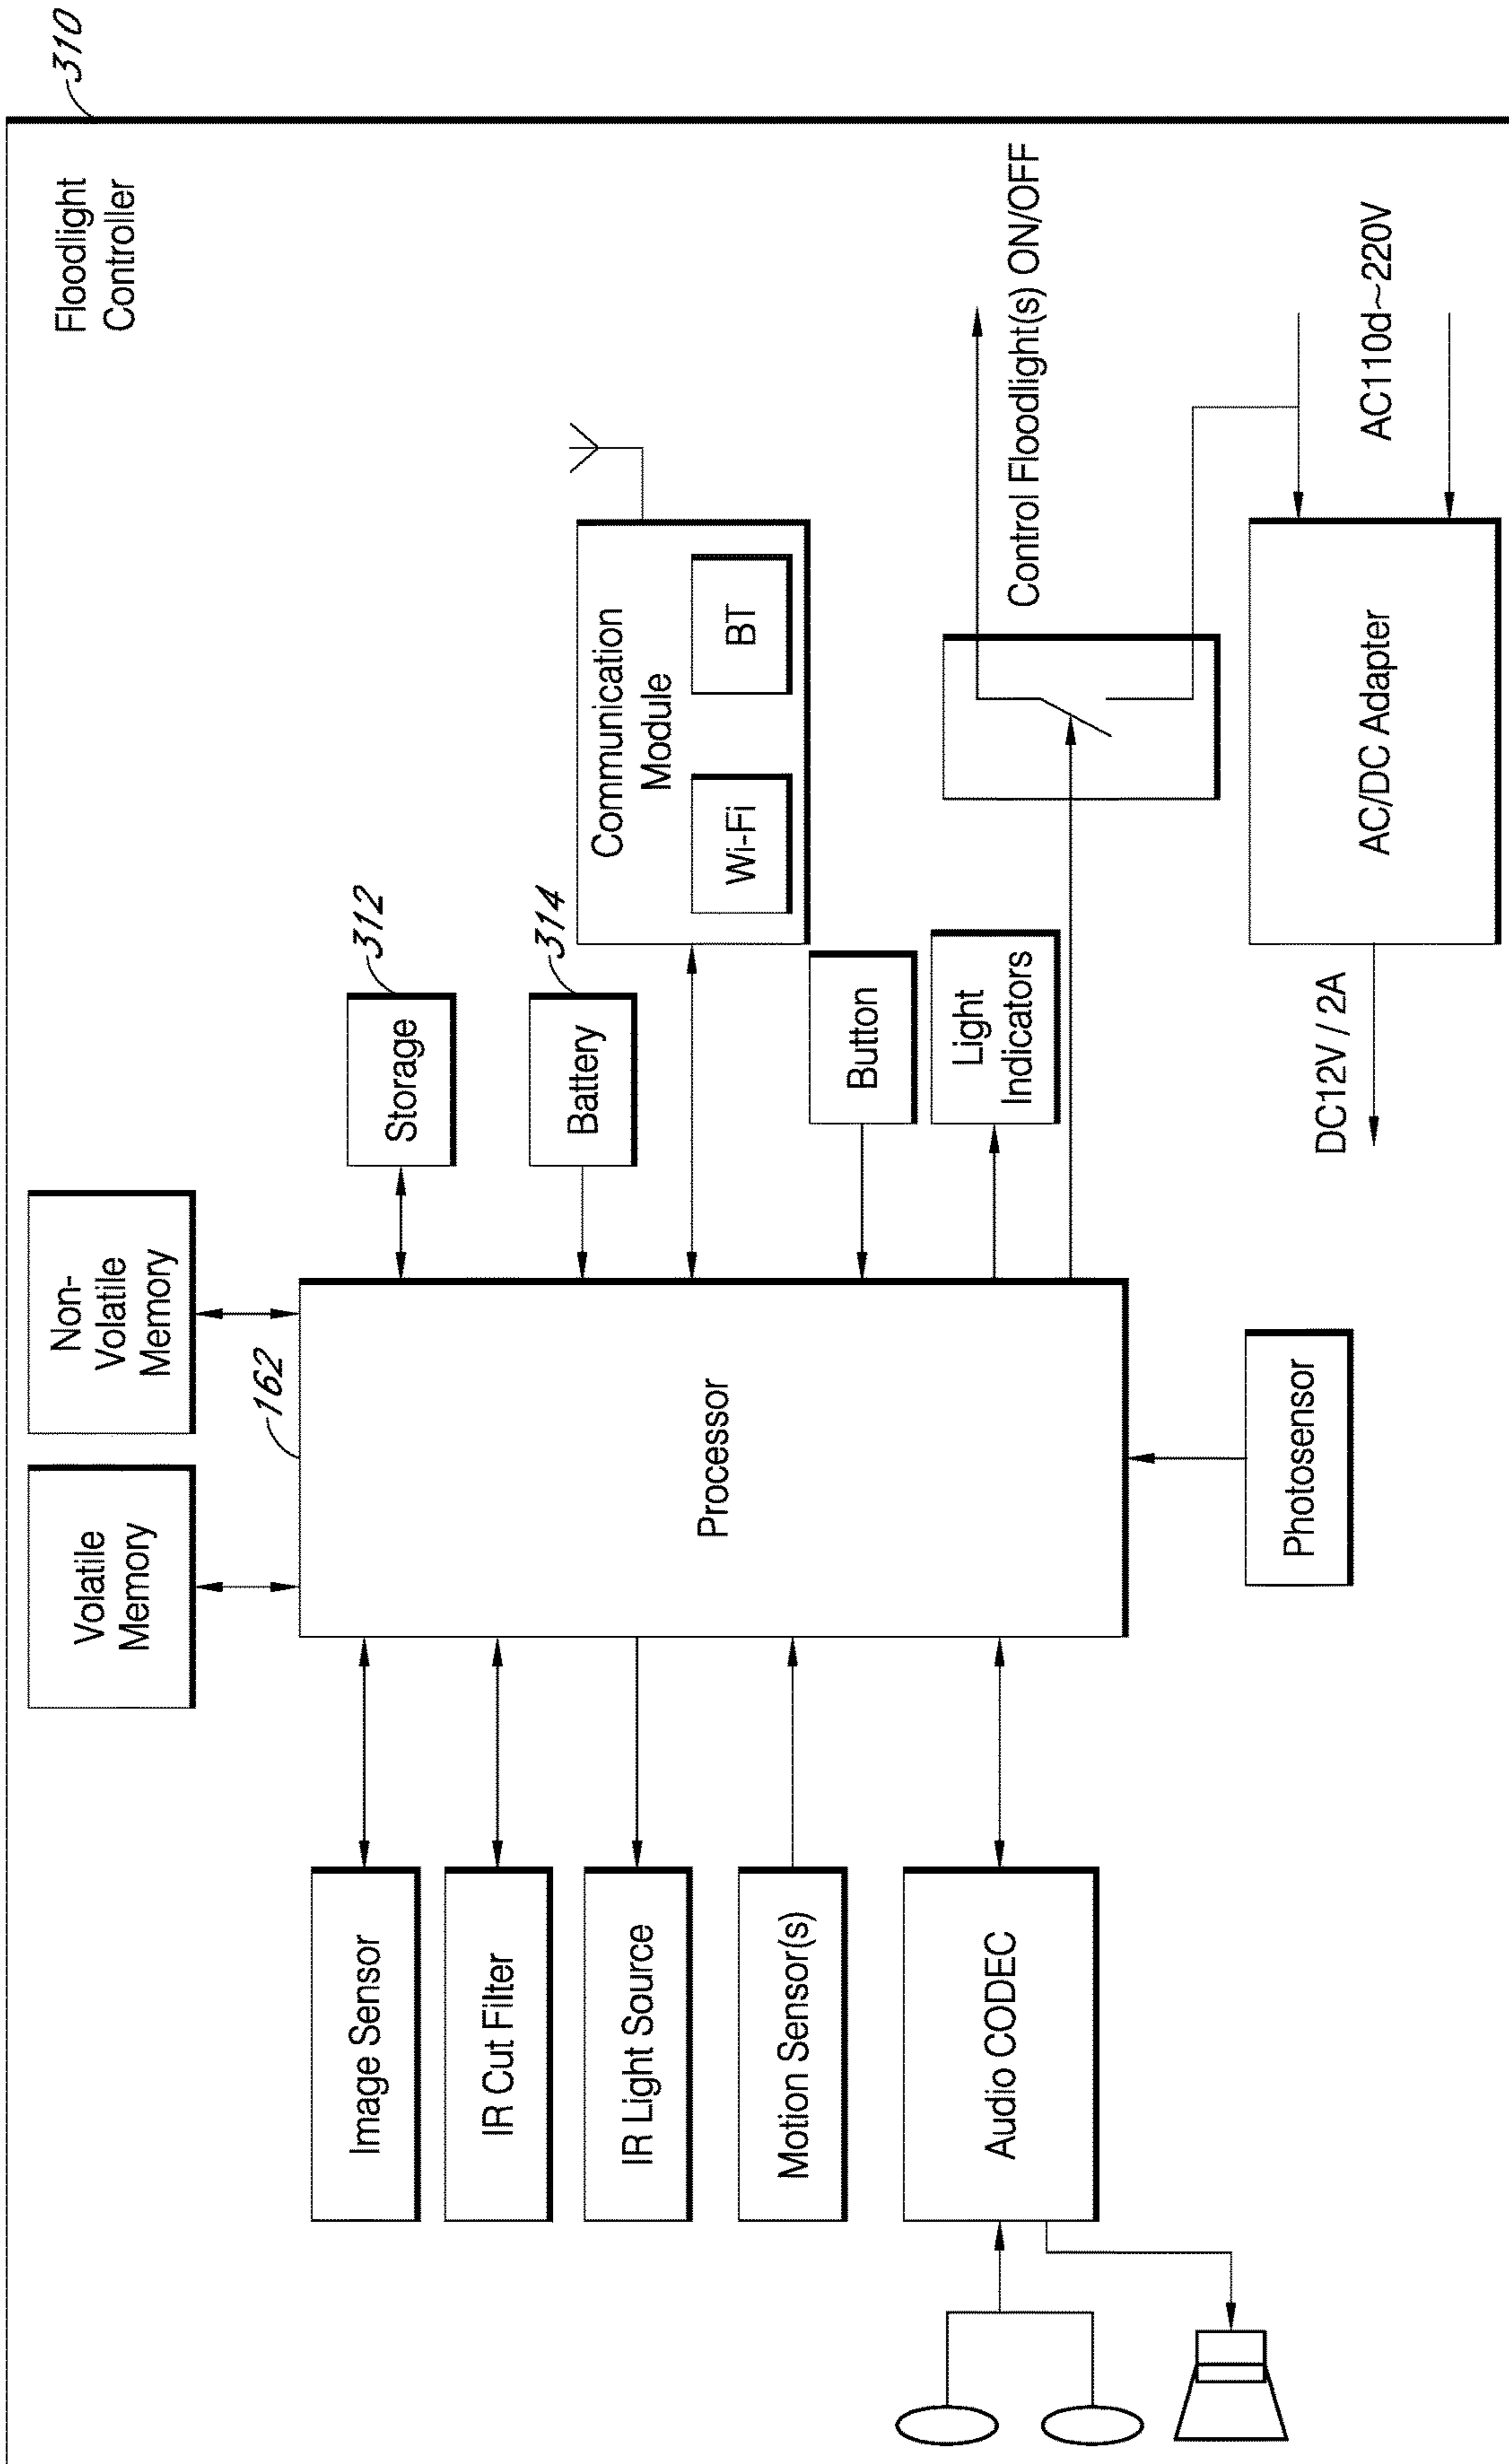 310
Floodlight
Controller
Volatile
Memory
Non-
Volatile
Memory
162
Processor
Image Sensor
IR Cut Filter
IR Light Source
Motion Sensor(s)
Audio CODEC
Photosensor
Storage
312
Battery
314
Communication
Module
Wi-Fi
BT
Button
Light
Indicators
Control Floodlight(s) ON/OFF
AC/DC Adapter
DC12V / 2A
AC110d~220V